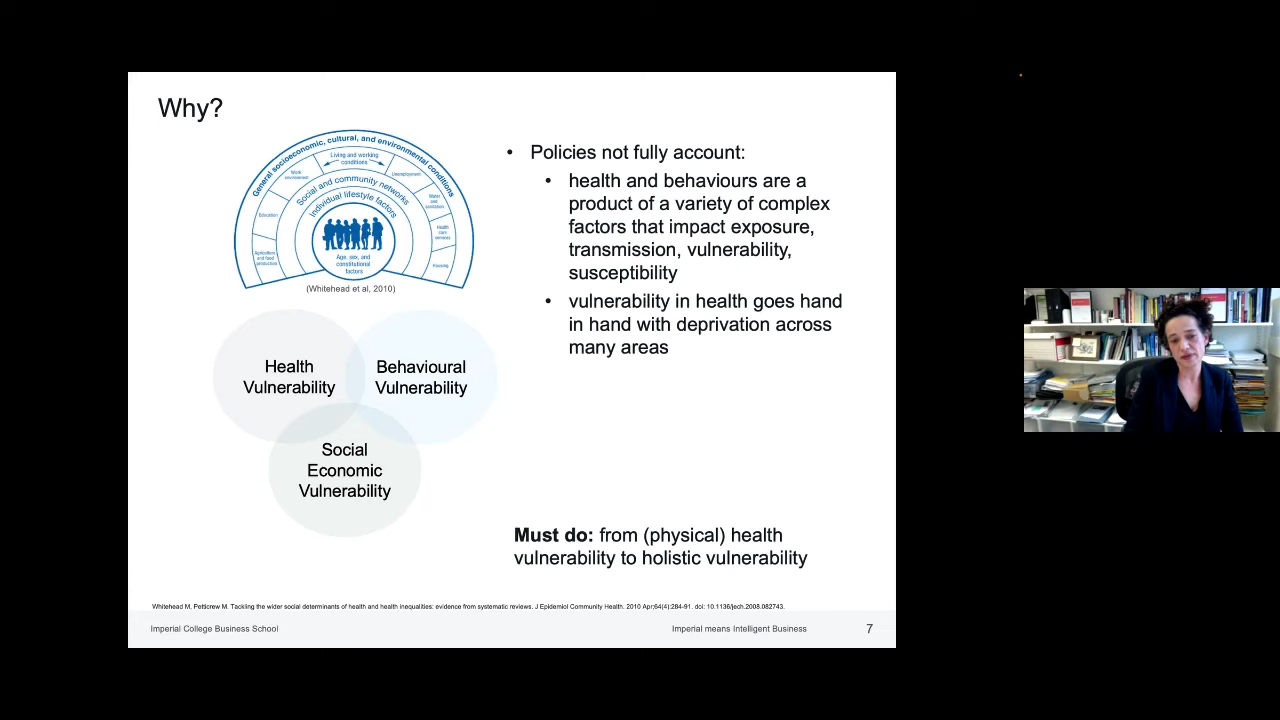 Why?
General socioeconomic, cultural, and environmental conditions
Living and working
conditions
Work
environment
Unemployment
Social and community networks
Education
Individual lifestyle factors
Water
and
sanitation
Agriculture
and food
production
Health
care
services
Housing
Age, sex, and
constitutional
factors
(Whitehead et al, 2010)
• Policies not fully account:
• health and behaviours are a
product of a variety of complex
factors that impact exposure,
transmission, vulnerability,
susceptibility
• vulnerability in health goes hand
in hand with deprivation across
many areas
Health
Vulnerability
Behavioural
Vulnerability
Social
Economic
Vulnerability
Must do: from (physical) health
vulnerability to holistic vulnerability
Whitehead M, Petticrew M. Tackling the wider social determinants of health and health inequalities: evidence from systematic reviews. J Epidemiol Community Health. 2010 Apr;64(4):284-91. doi: 10.1136/jech.2008.082743.
Imperial College Business School
Imperial means Intelligent Business
7